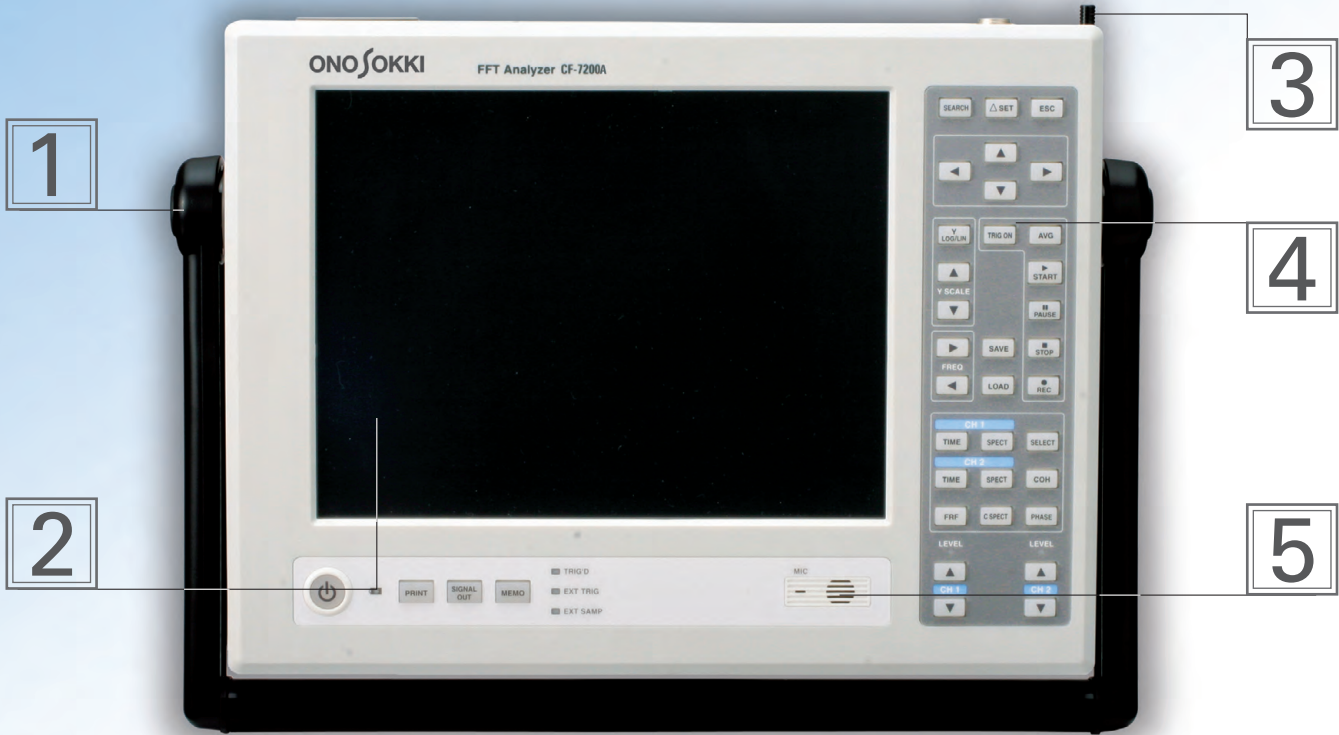 ONO SOKKI
FFT Analyzer CF-7200A
1
2
3
4
5
SEARCH
△ SET
ESC
Y LOG/LIN
TRIG ON
AVG
START
Y SCALE
PAUSE
SAVE
STOP
FREQ
LOAD
REC
CH 1
TIME
SPECT
SELECT
CH 2
TIME
SPECT
COH
FRF
C SPECT
PHASE
LEVEL
LEVEL
CH 1
CH 2
PRINT
SIGNAL OUT
MEMO
TRIG'D
EXT TRIG
EXT SAMP
MIC